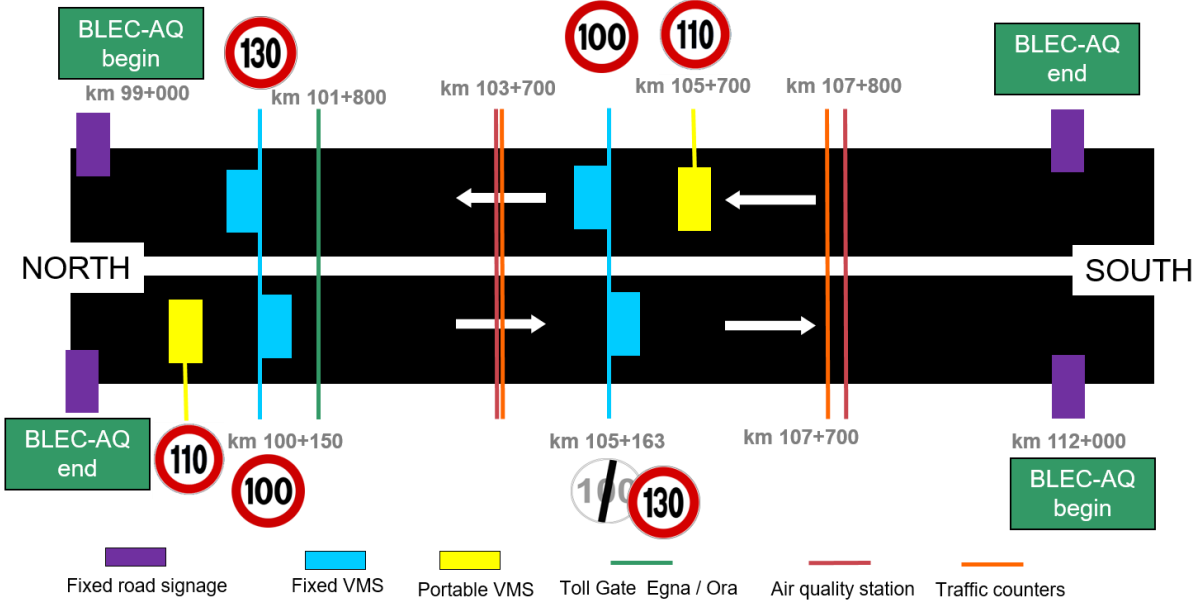 BLEC-AQ
begin
km 99+000
130
km 101+800
km 103+700
100
110
km 105+700
km 107+800
BLEC-AQ
end
NORTH
SOUTH
BLEC-AQ
end
110
km 100+150
100
km 105+163
100
130
km 107+700
km 112+000
BLEC-AQ
begin
Fixed road signage
Fixed VMS
Portable VMS
Toll Gate Egna / Ora
Air quality station
Traffic counters